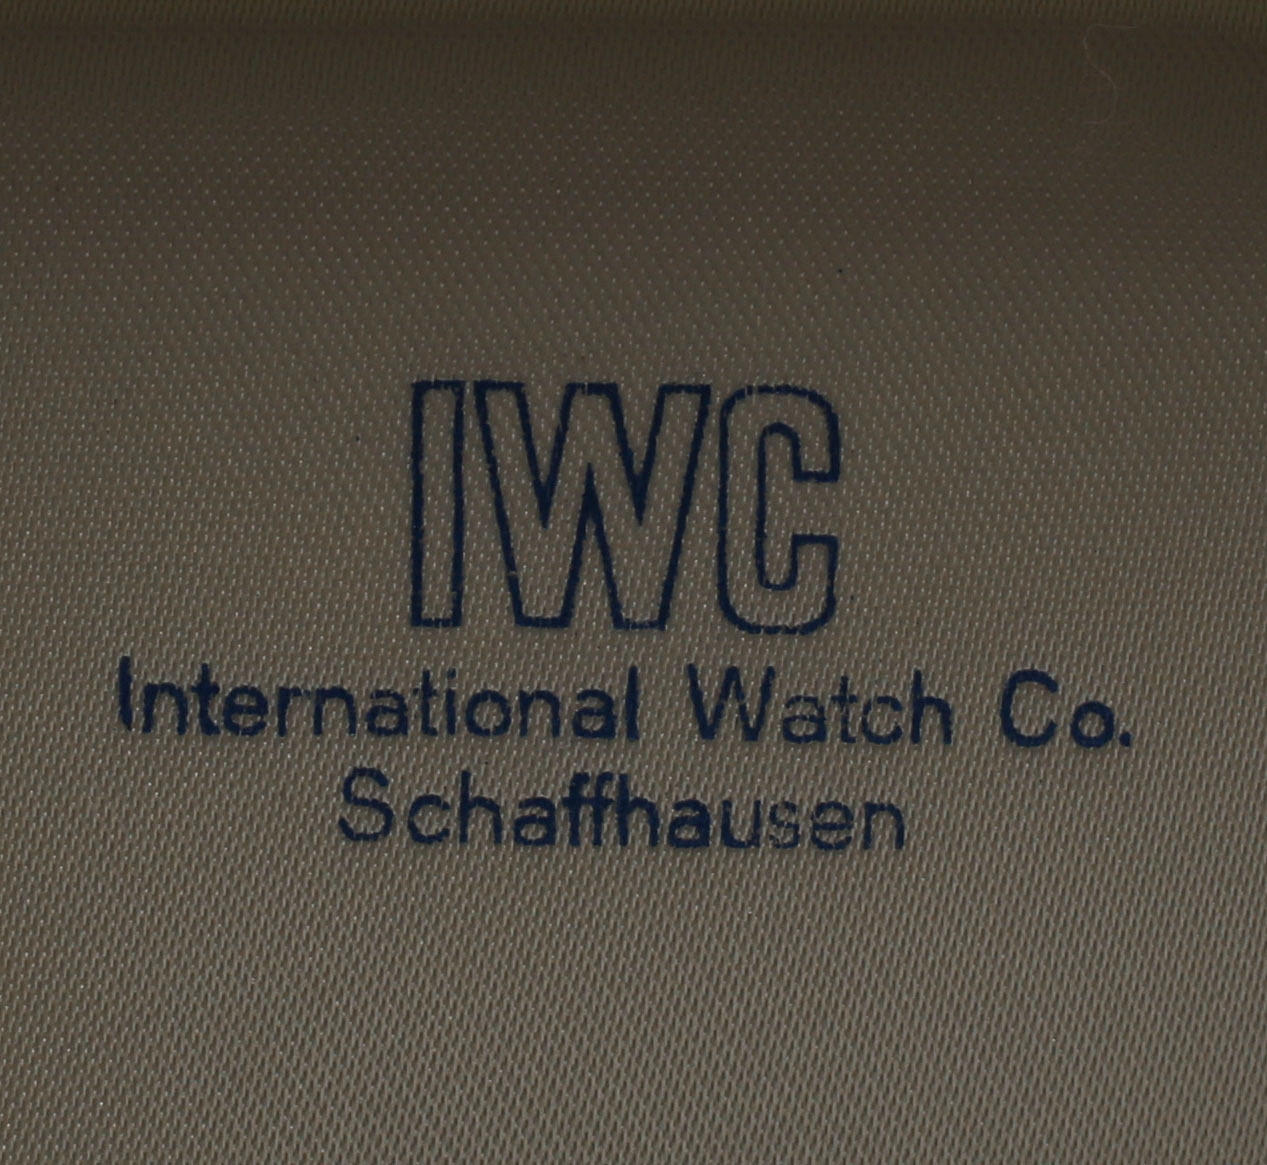 IWC
International Watch Co.
Schaffhausen